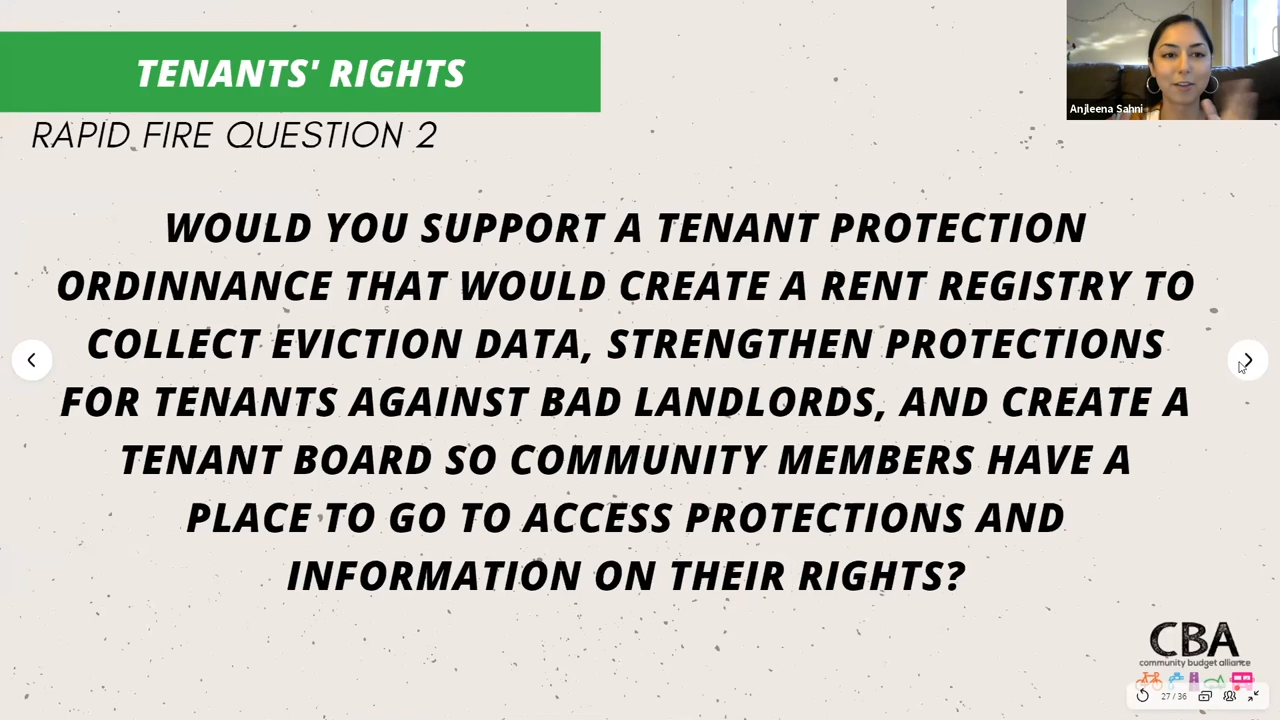 TENANTS' RIGHTS
RAPID FIRE QUESTION 2
Anjleena Sahni
WOULD YOU SUPPORT A TENANT PROTECTION
ORDINNANCE THAT WOULD CREATE A RENT REGISTRY TO
COLLECT EVICTION DATA, STRENGTHEN PROTECTIONS
FOR TENANTS AGAINST BAD LANDLORDS, AND CREATE A
TENANT BOARD SO COMMUNITY MEMBERS HAVE A
PLACE TO GO TO ACCESS PROTECTIONS AND
INFORMATION ON THEIR RIGHTS?
CBA
community budget alliance
27 / 36